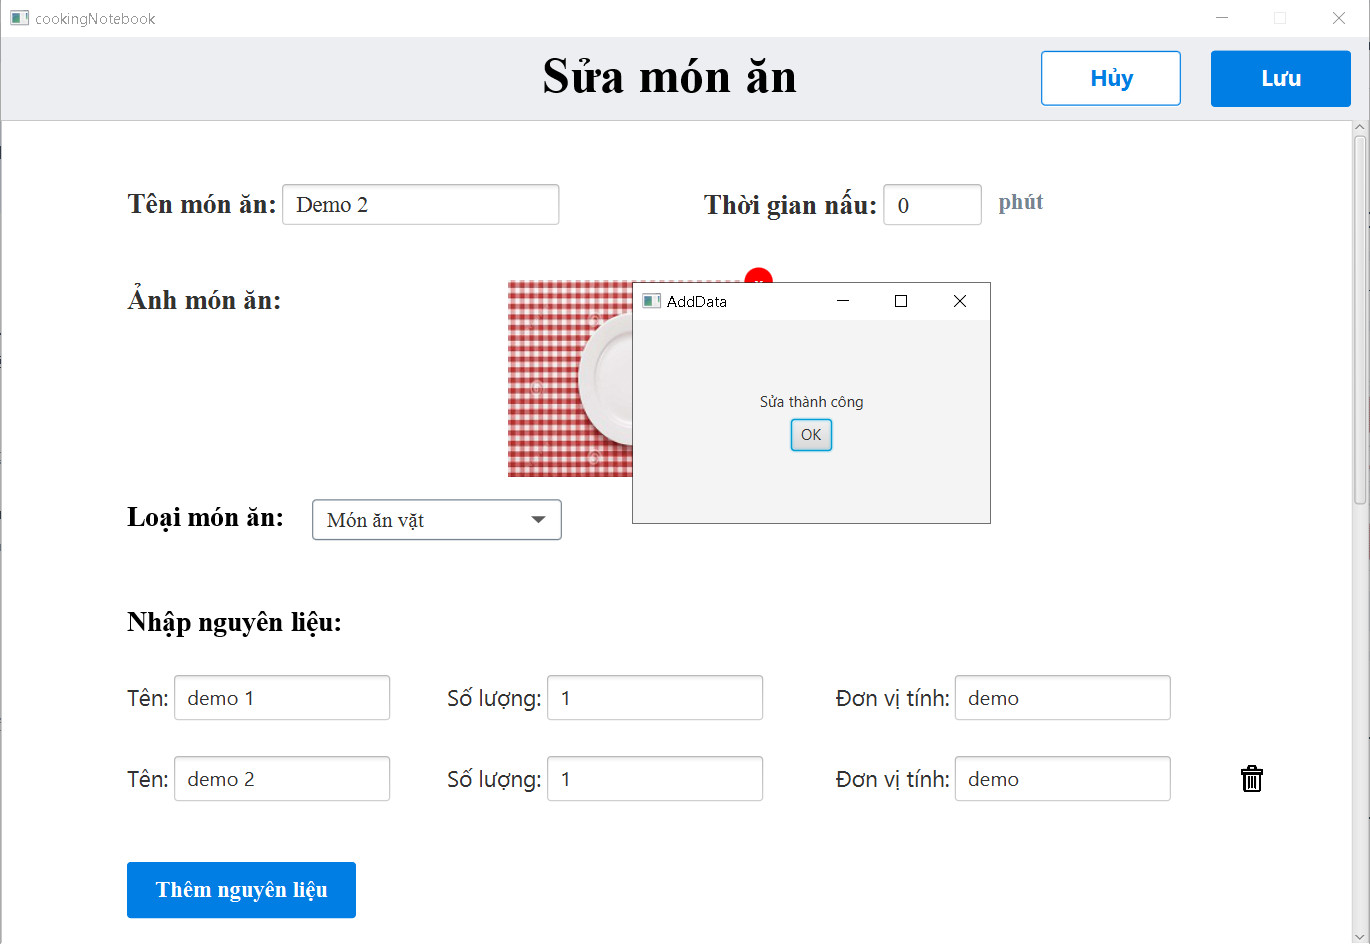 cookingNotebook
Sửa món ăn
Hủy
Lưu
Tên món ăn: Demo 2
Thời gian nấu: 0 phút
Ảnh món ăn:
AddData
Sửa thành công
OK
Loại món ăn: Món ăn vặt
Nhập nguyên liệu:
Tên: demo 1 Số lượng: 1 Đơn vị tính: demo
Tên: demo 2 Số lượng: 1 Đơn vị tính: demo
Thêm nguyên liệu